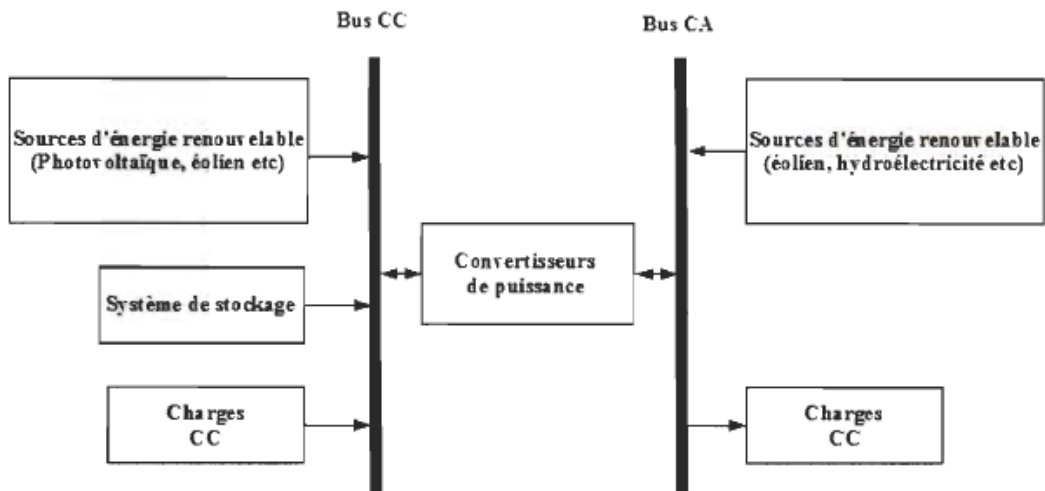 Bus CC
Bus CA
Sources d'énergie renouvelable
(Photovoltaïque, éolien etc)
Sources d'énergie renouvelable
(éolien, hydroélectricité etc)
Convertisseurs
de puissance
Système de stockage
Charges
CC
Charges
CC